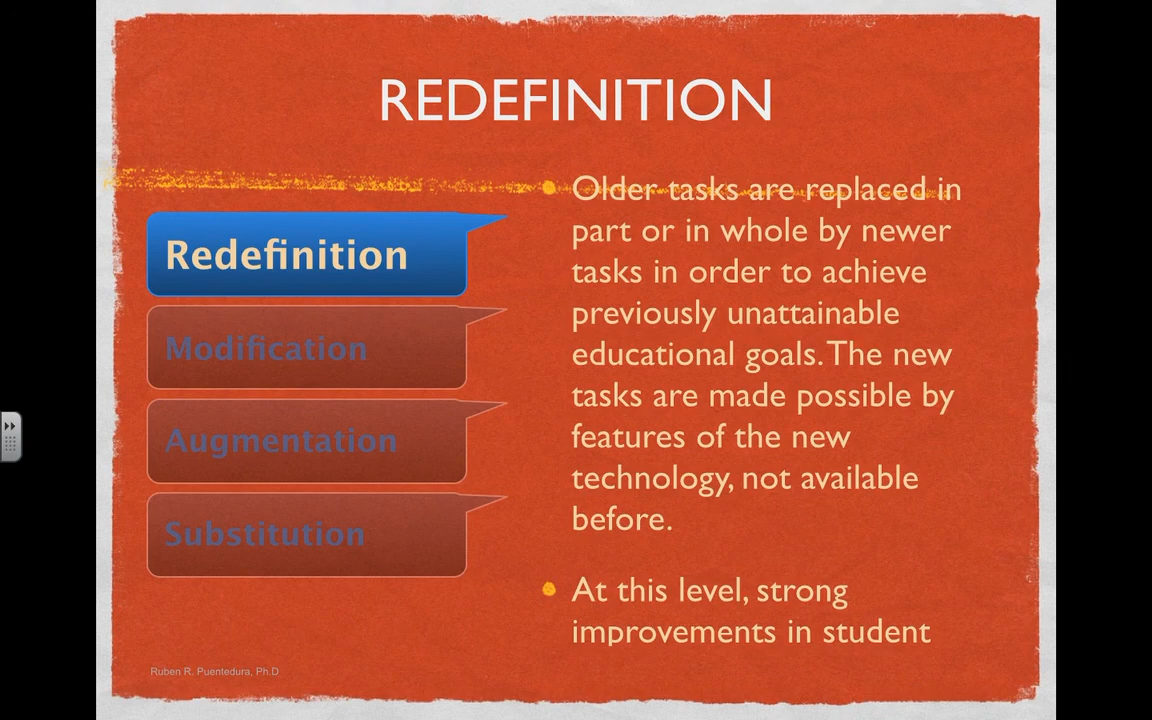 REDEFINITION
Redefinition
Modification
Augmentation
Substitution
Older tasks are replaced in
part or in whole by newer
tasks in order to achieve
previously unattainable
educational goals. The new
tasks are made possible by
features of the new
technology, not available
before.
At this level, strong
improvements in student
Ruben R. Puentedura, Ph.D